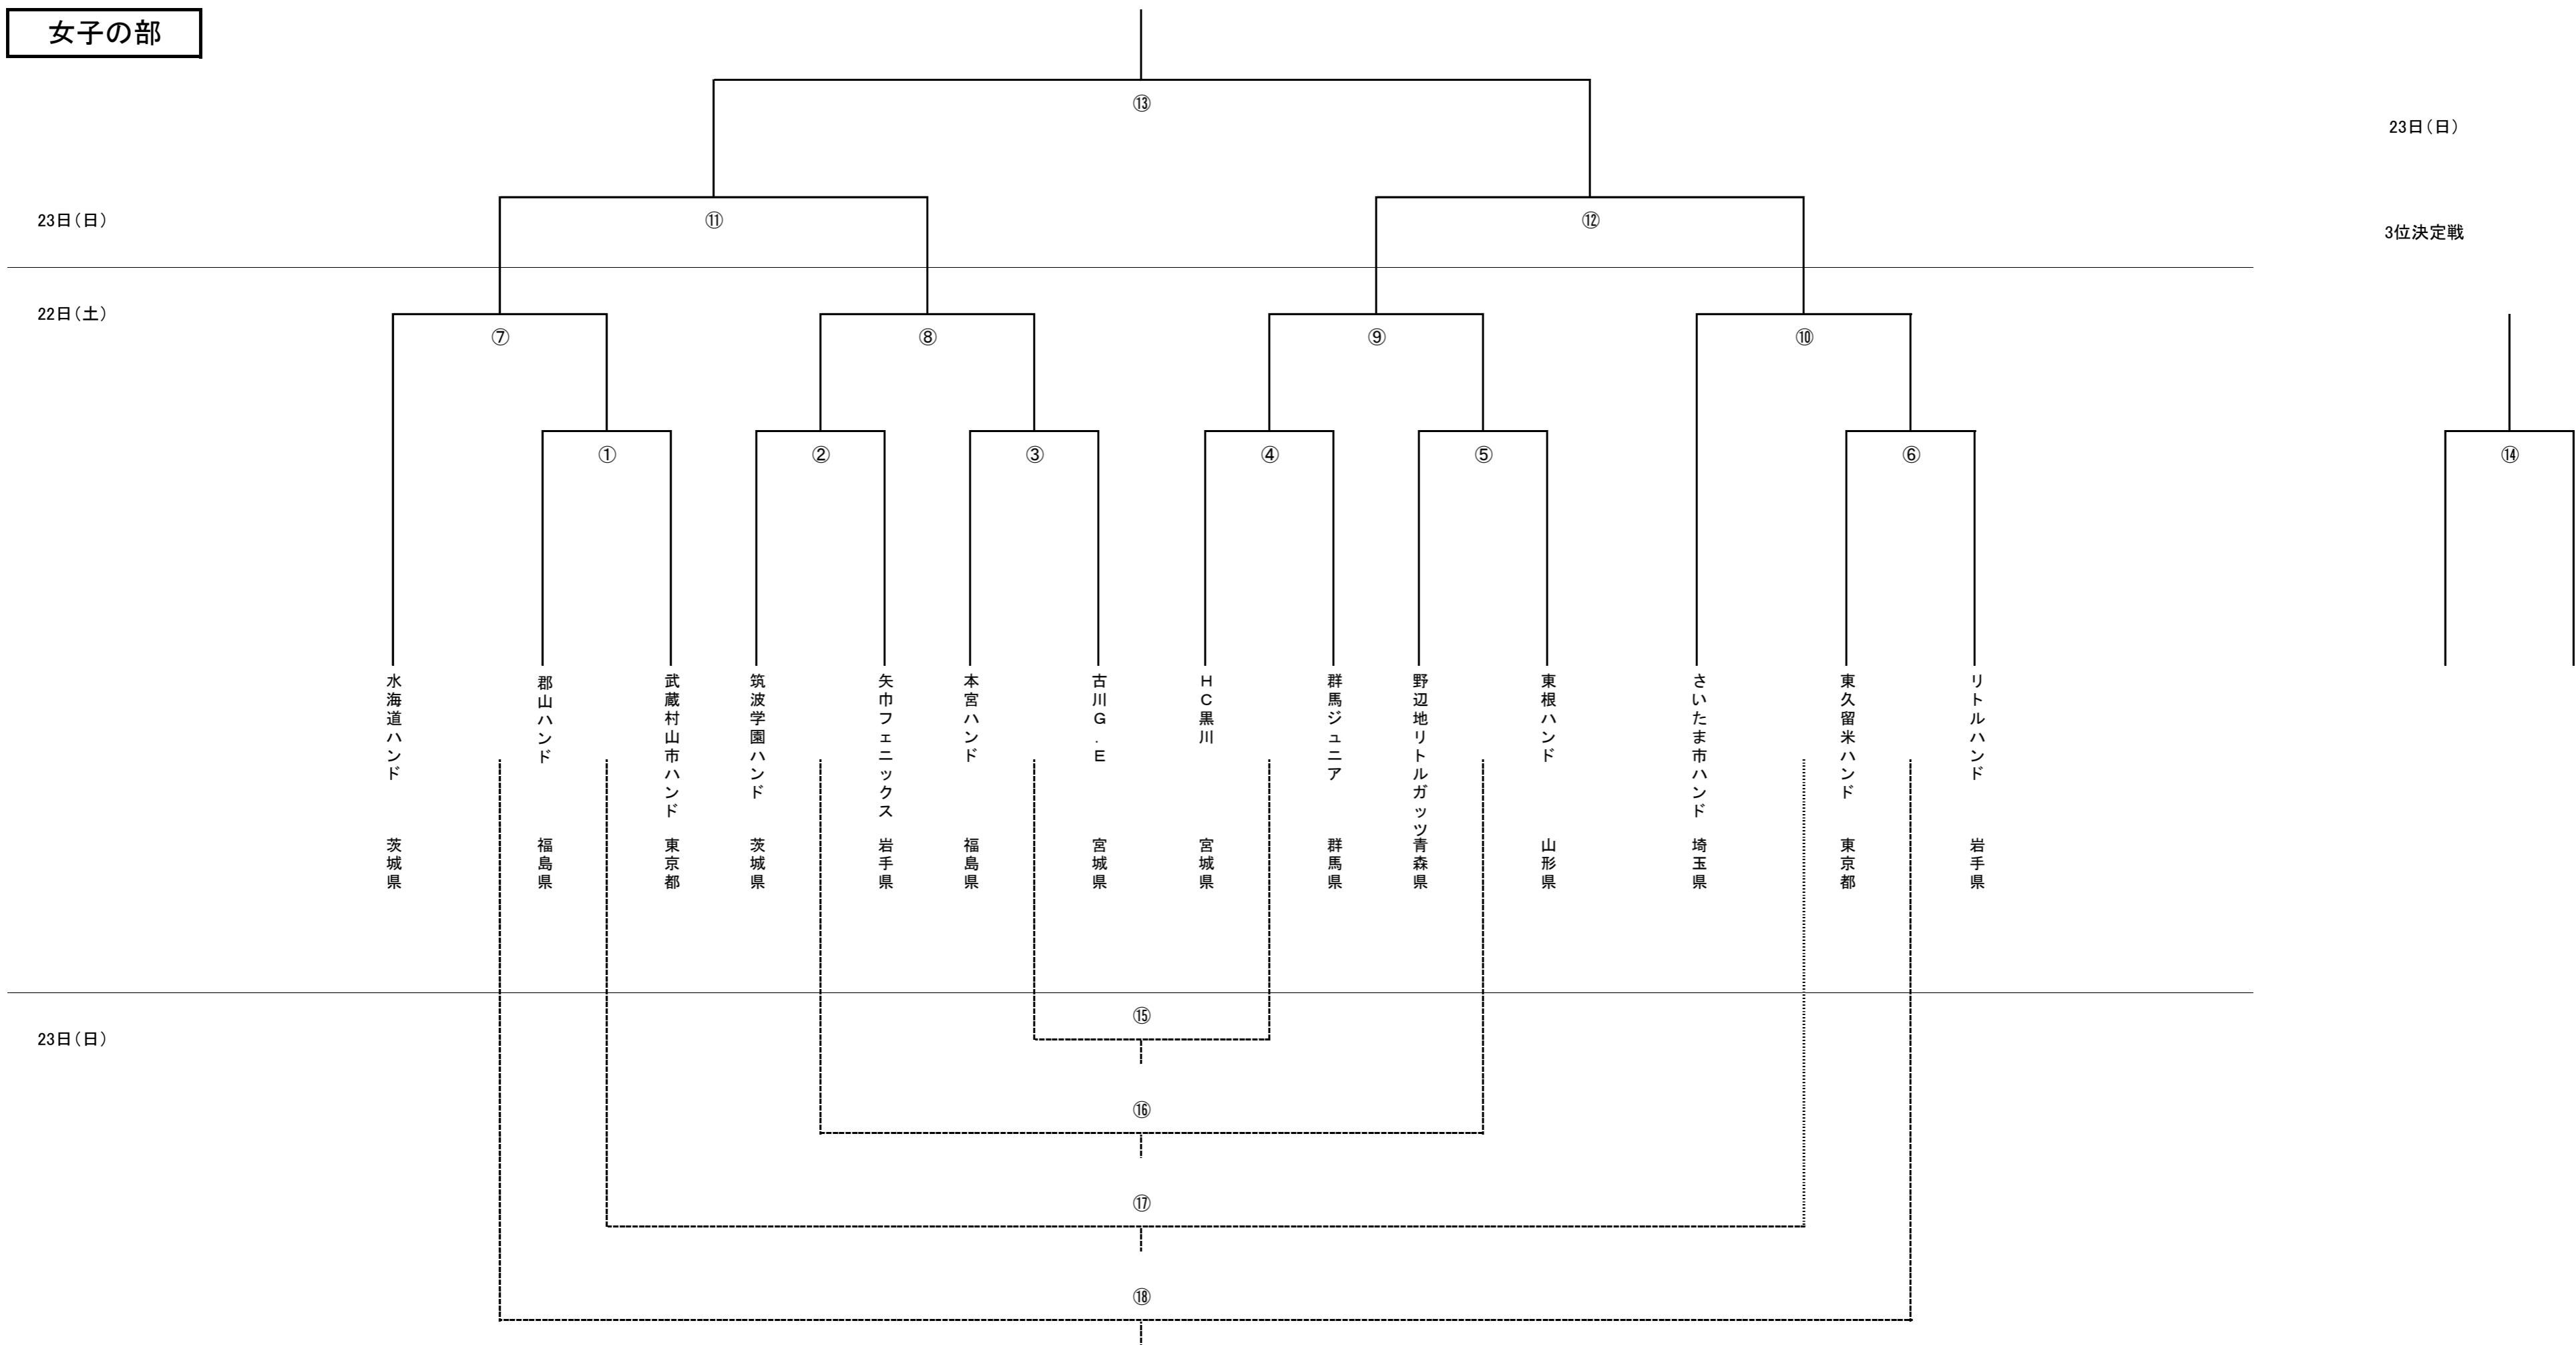 女子の部
⑬
23日（日）
23日（日）
⑪
⑫
3位決定戦
22日（土）
⑦
⑧
⑨
⑩
①
②
③
④
⑤
⑥
⑭
水海道ハンド
茨城県
郡山ハンド
福島県
武蔵村山市ハンド
東京都
筑波学園ハンド
茨城県
矢巾フェニックス
岩手県
本宮ハンド
福島県
古川Ｇ．Ｅ
宮城県
ＨＣ黒川
宮城県
群馬ジュニア
群馬県
野辺地リトルガッツ
青森県
東根ハンド
山形県
さいたま市ハンド
埼玉県
東久留米ハンド
東京都
リトルハンド
岩手県
⑮
23日（日）
⑯
⑰
⑱